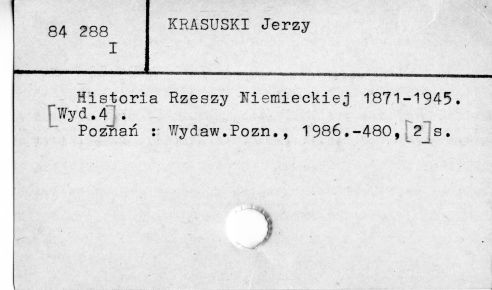 84 288
I
KRASUSKI Jerzy
Historia Rzeszy Niemieckiej 1871-1945.
[Wyd.4].
Poznań : Wydaw.Pozn., 1986.-480,[2]s.